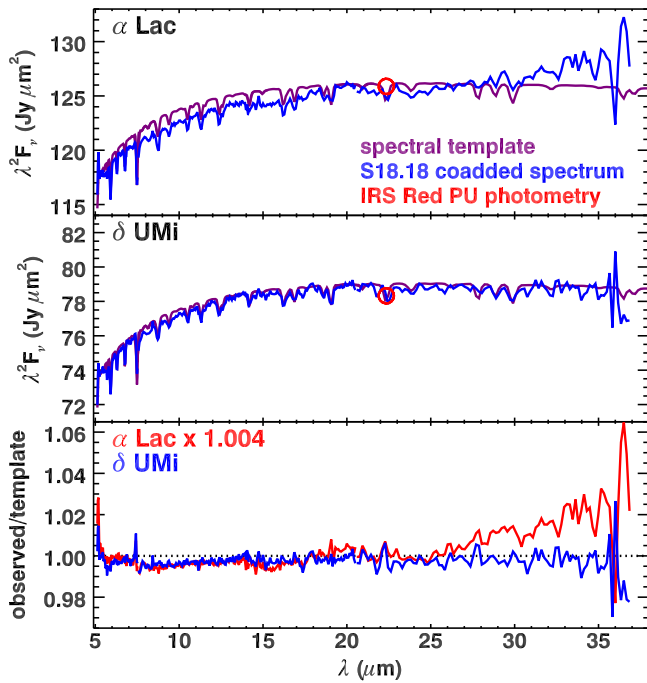 α Lac
130
125
120
115
λ²Fν (Jy μm²)
spectral template
S18.18 coadded spectrum
IRS Red PU photometry
δ UMi
82
80
78
76
74
72
λ²Fν (Jy μm²)
α Lac x 1.004
δ UMi
1.06
1.04
1.02
1.00
0.98
observed/template
5 10 15 20 25 30 35
λ (μm)